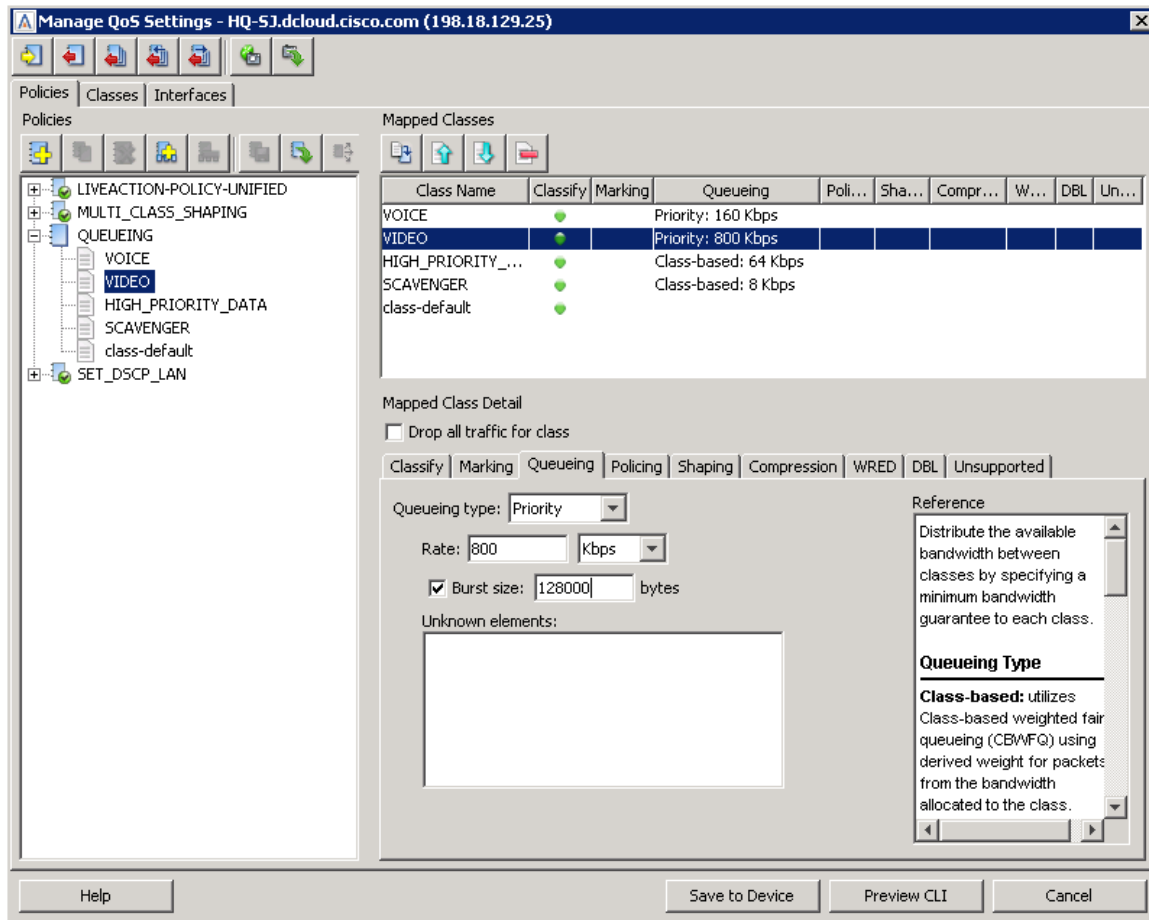 Manage QoS Settings - HQ-SJ.dcloud.cisco.com (198.18.129.25)
Policies Classes Interfaces
Policies
LIVEACTION-POLICY-UNIFIED
MULTI_CLASS_SHAPING
QUEUEING
VOICE
VIDEO
HIGH_PRIORITY_DATA
SCAVENGER
class-default
SET_DSCP_LAN
Mapped Classes
Class Name Classify Marking Queueing Poli... Sha... Compr... W... DBL Un...
VOICE Priority: 160 Kbps
VIDEO Priority: 800 Kbps
HIGH_PRIORITY_... Class-based: 64 Kbps
SCAVENGER Class-based: 8 Kbps
class-default
Mapped Class Detail
Drop all traffic for class
Classify Marking Queueing Policing Shaping Compression WRED DBL Unsupported
Queueing type: Priority
Rate: 800 Kbps
Burst size: 128000 bytes
Unknown elements:
Reference
Distribute the available
bandwidth between
classes by specifying a
minimum bandwidth
guarantee to each class.
Queueing Type
Class-based: utilizes
Class-based weighted fair
queueing (CBWFQ) using
derived weight for packets
from the bandwidth
allocated to the class.
Help Save to Device Preview CLI Cancel